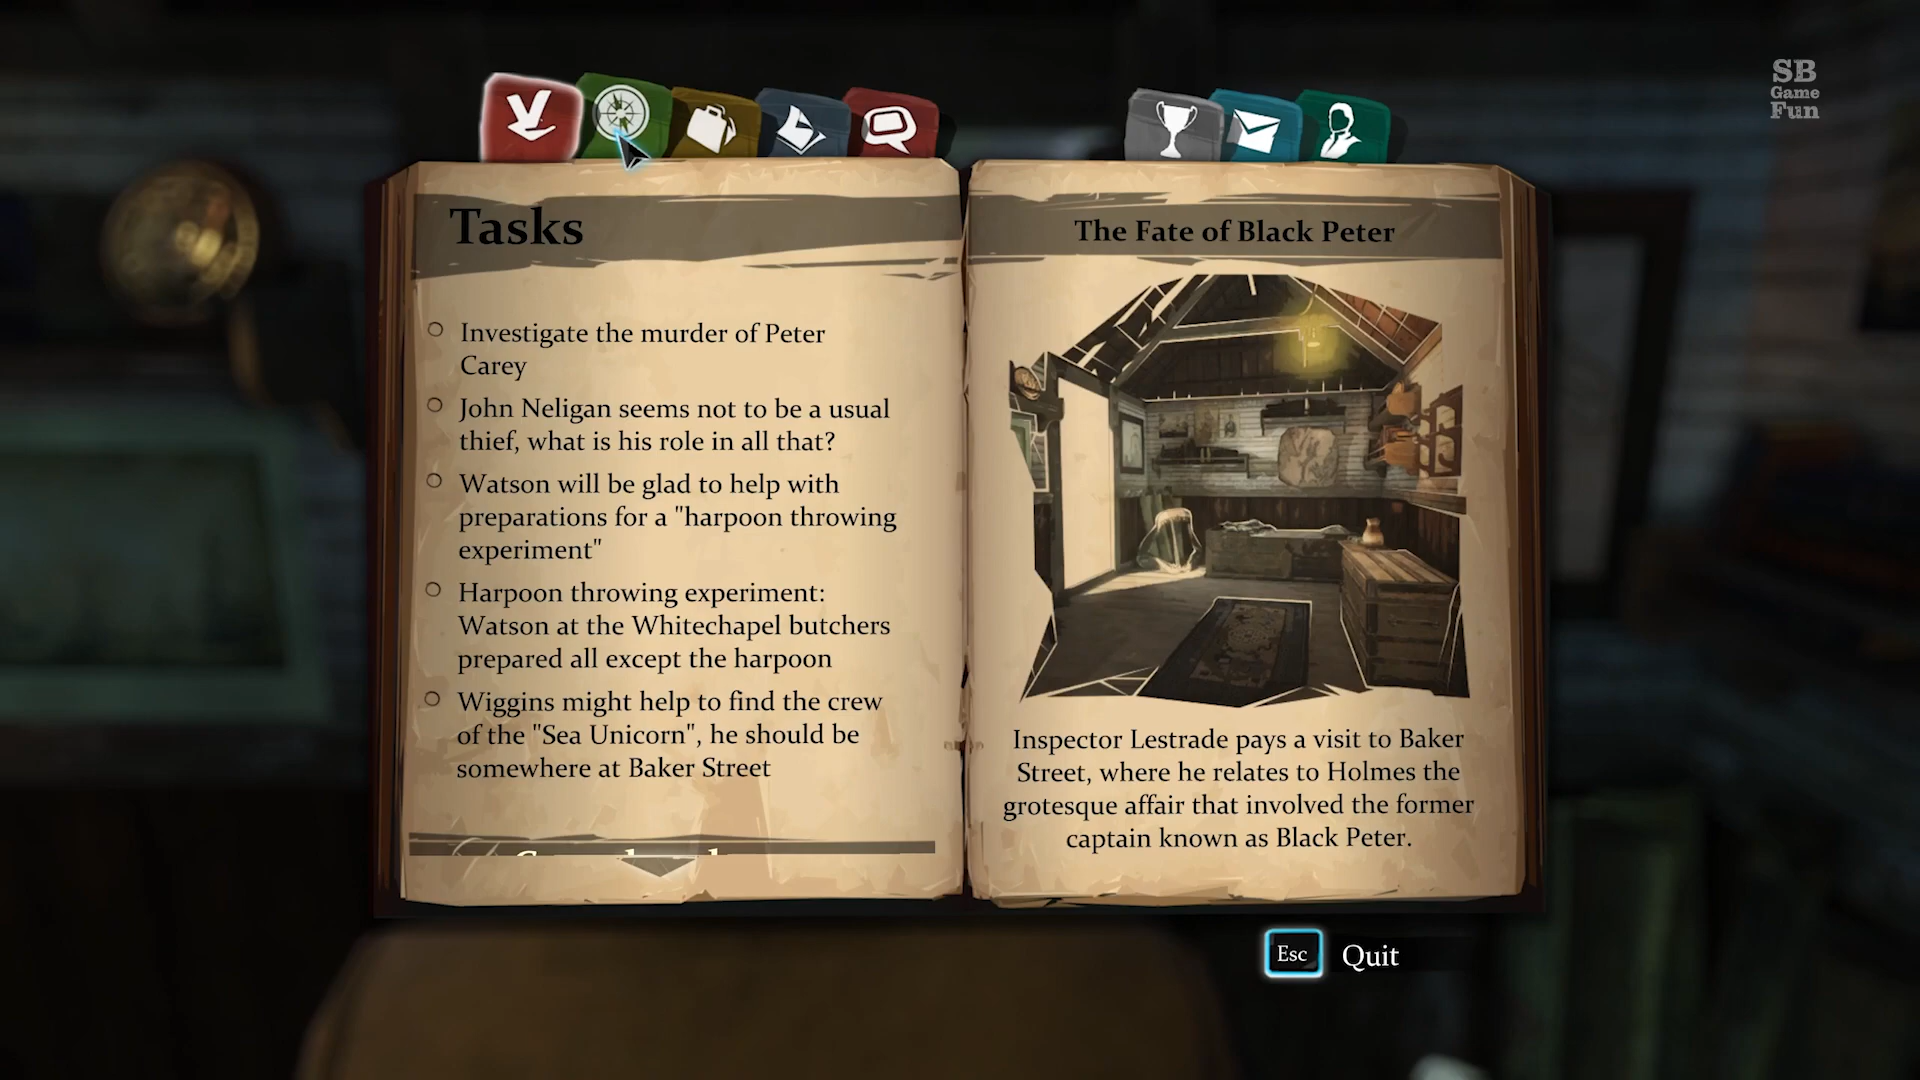 SB
Game
Fun
Tasks
Investigate the murder of Peter
Carey
John Neligan seems not to be a usual
thief, what is his role in all that?
Watson will be glad to help with
preparations for a "harpoon throwing
experiment"
Harpoon throwing experiment:
Watson at the Whitechapel butchers
prepared all except the harpoon
Wiggins might help to find the crew
of the "Sea Unicorn", he should be
somewhere at Baker Street
The Fate of Black Peter
Inspector Lestrade pays a visit to Baker
Street, where he relates to Holmes the
grotesque affair that involved the former
captain known as Black Peter.
Esc Quit